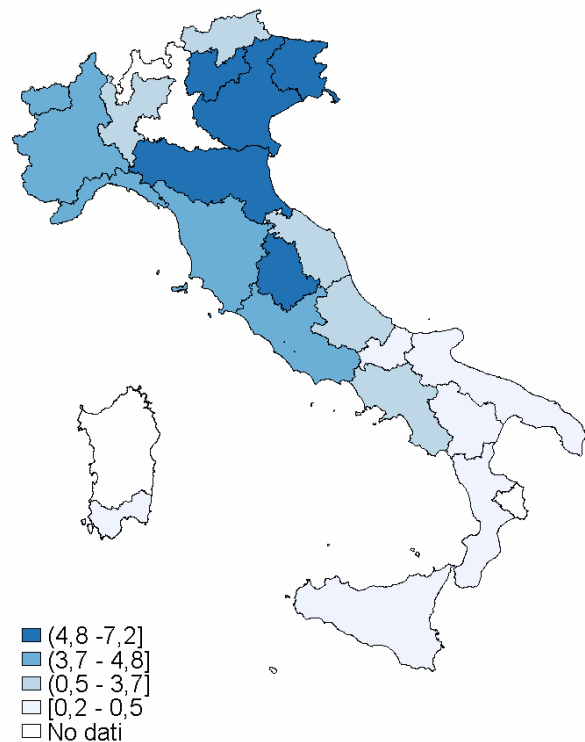 (4,8 -7,2]
(3,7 - 4,8]
(0,5 - 3,7]
[0,2 - 0,5
No dati